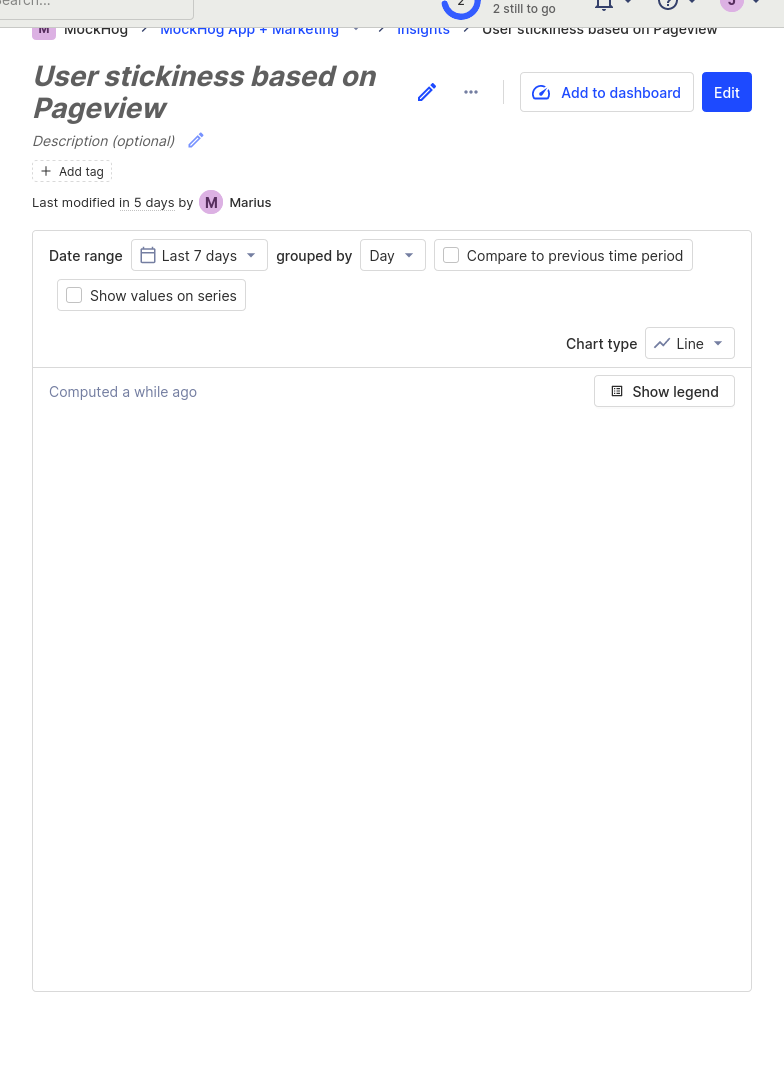 Search...
2
2 still to go
J
M MockHog MockHog App + Marketing Insights User stickiness based on Pageview
User stickiness based on
Pageview
Add to dashboard
Edit
Description (optional)
Add tag
Last modified in 5 days by M Marius
Date range Last 7 days grouped by Day Compare to previous time period
Show values on series
Chart type Line
Computed a while ago
Show legend